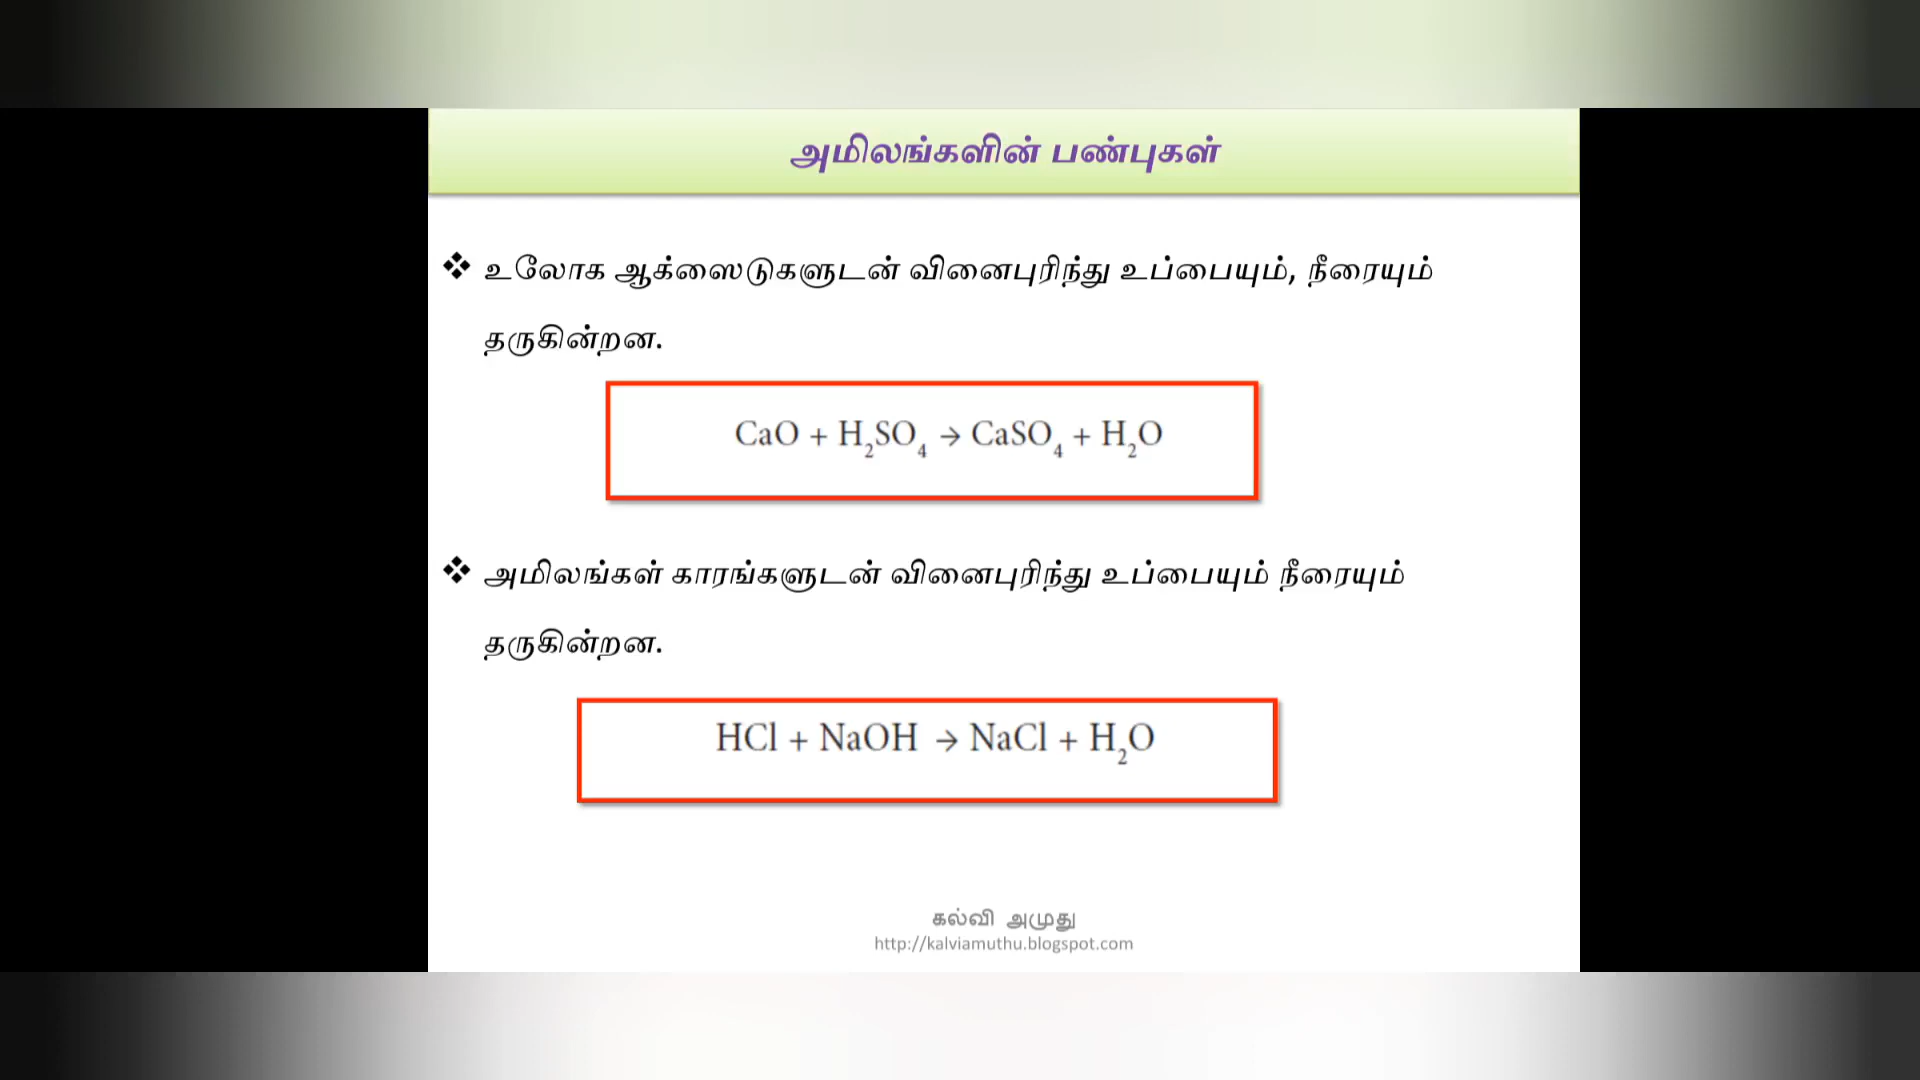 அமிலங்களின் பண்புகள்
❖ உலோக ஆக்ஸைடுகளுடன் வினைபுரிந்து உப்பையும், நீரையும்
தருகின்றன.
CaO + H₂SO₄ → CaSO₄ + H₂O
❖ அமிலங்கள் காரங்களுடன் வினைபுரிந்து உப்பையும் நீரையும்
தருகின்றன.
HCl + NaOH → NaCl + H₂O
கல்வி அமுது
http://kalviamuthu.blogspot.com